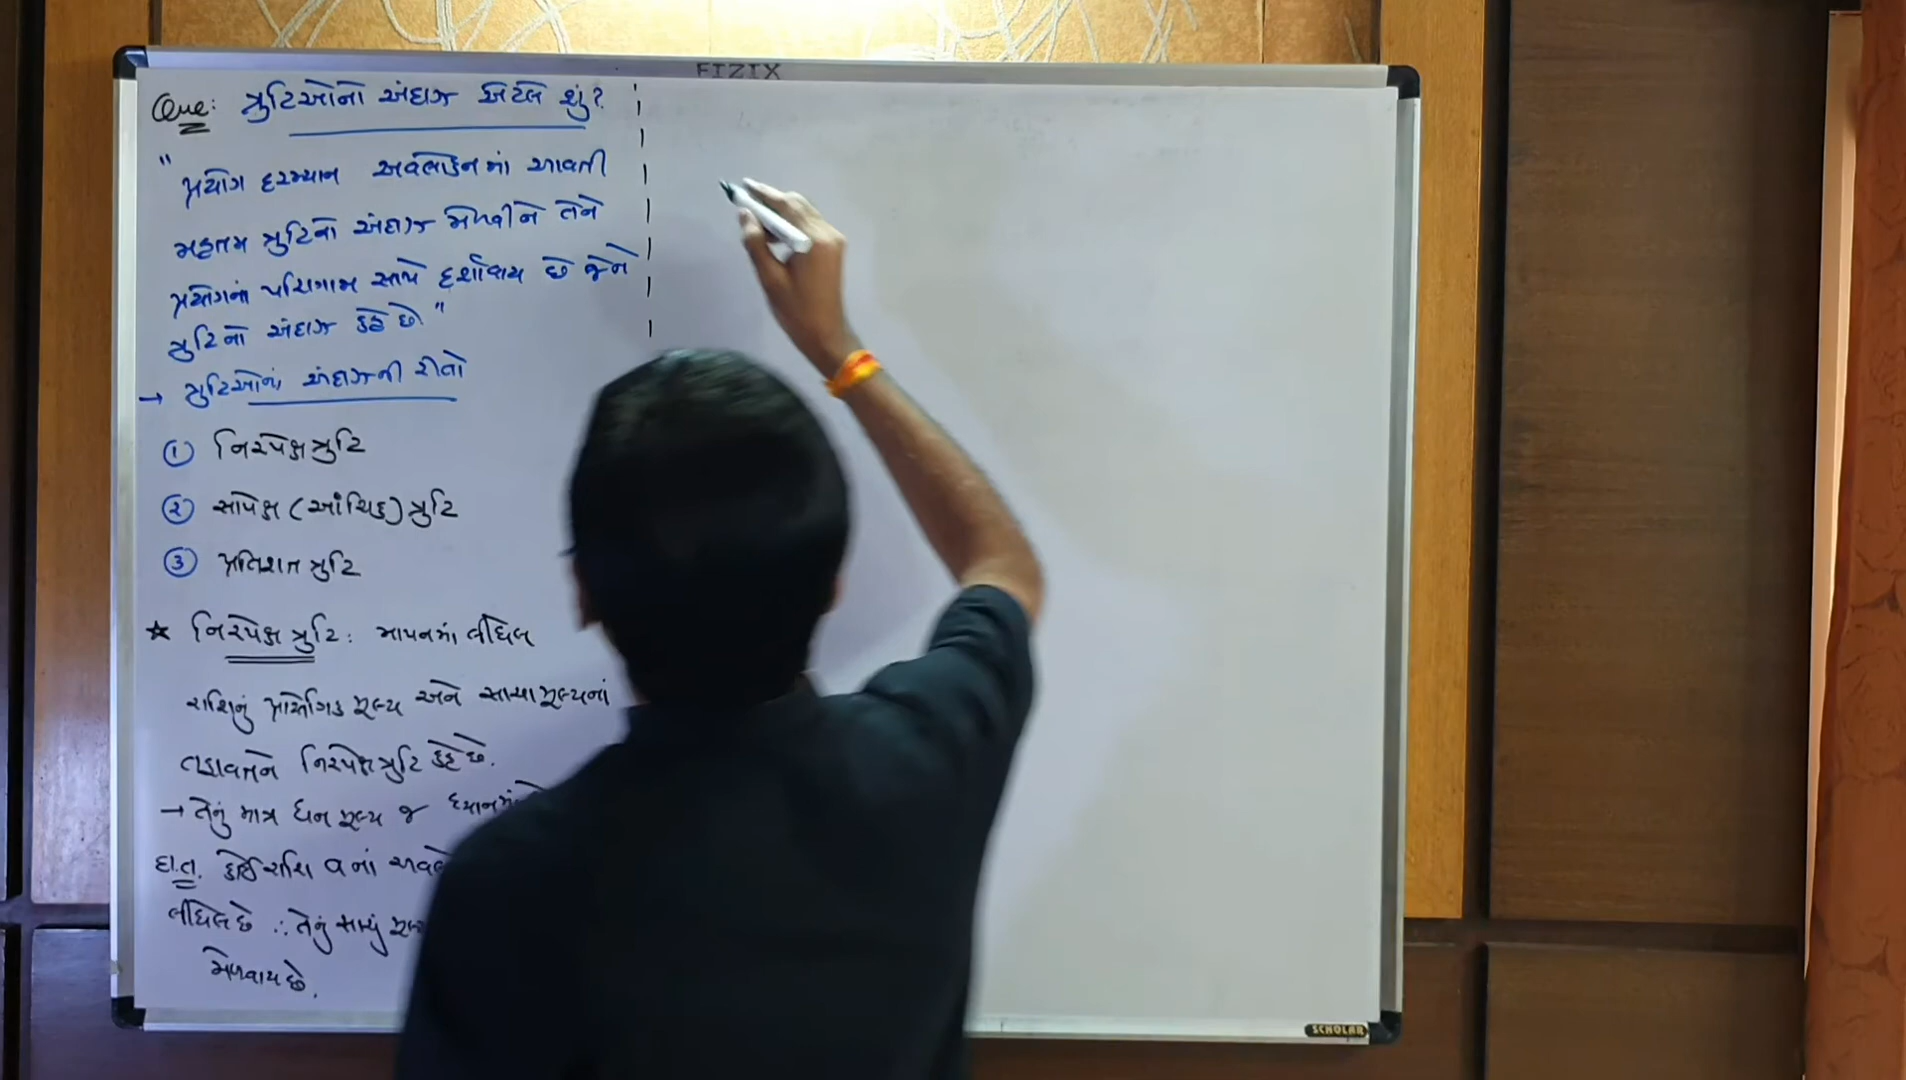 FIZIX
Que: ત્રુટિઓનો અંદાજ એટલે શું?
"પ્રયોગ દરમ્યાન અવલોકનમાં આવતી
મહત્તમ ત્રુટિનો અંદાજ મેળવીને તેને
પ્રયોગનાં પરિણામ સાથે દર્શાવાય છે જેને
ત્રુટિનો અંદાજ કહે છે."
→ ત્રુટિઓનાં અંદાજની રીતો
① નિરપેક્ષ ત્રુટિ
② સાપેક્ષ (આંશિક) ત્રુટિ
③ પ્રતિશત ત્રુટિ
★ નિરપેક્ષ ત્રુટિ: માપનમાં લીધેલ
રાશિનું પ્રાયોગિક મૂલ્ય અને સાચા મૂલ્યનાં
તફાવતને નિરપેક્ષ ત્રુટિ કહે છે.
→ તેનું માત્ર ધન મૂલ્ય જ ધ્યાનમાં
દા.ત. કોઈ રાશિ a નાં
લીધેલ છે ∴ તેનું સાચું
મેળવાય છે.
SCHOLAR